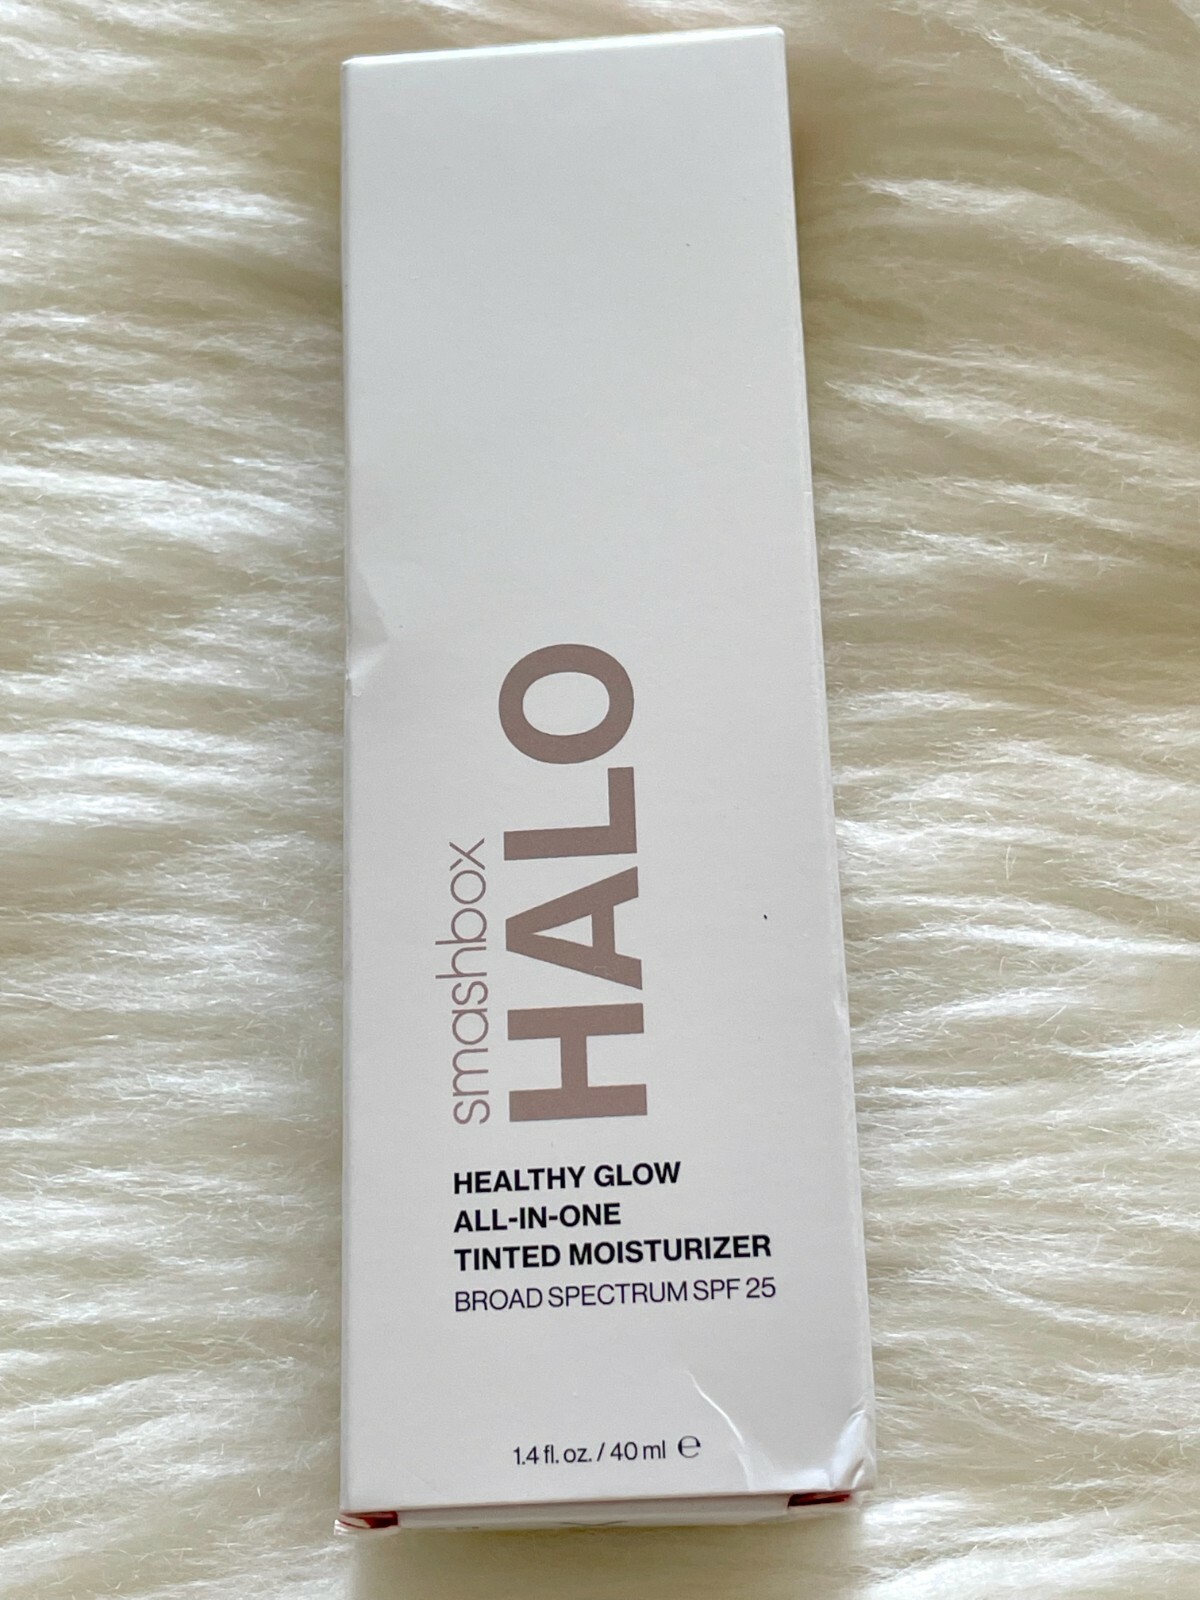 smashbox
HALO
HEALTHY GLOW
ALL-IN-ONE
TINTED MOISTURIZER
BROAD SPECTRUM SPF 25
1.4 fl. oz. / 40 ml ℮